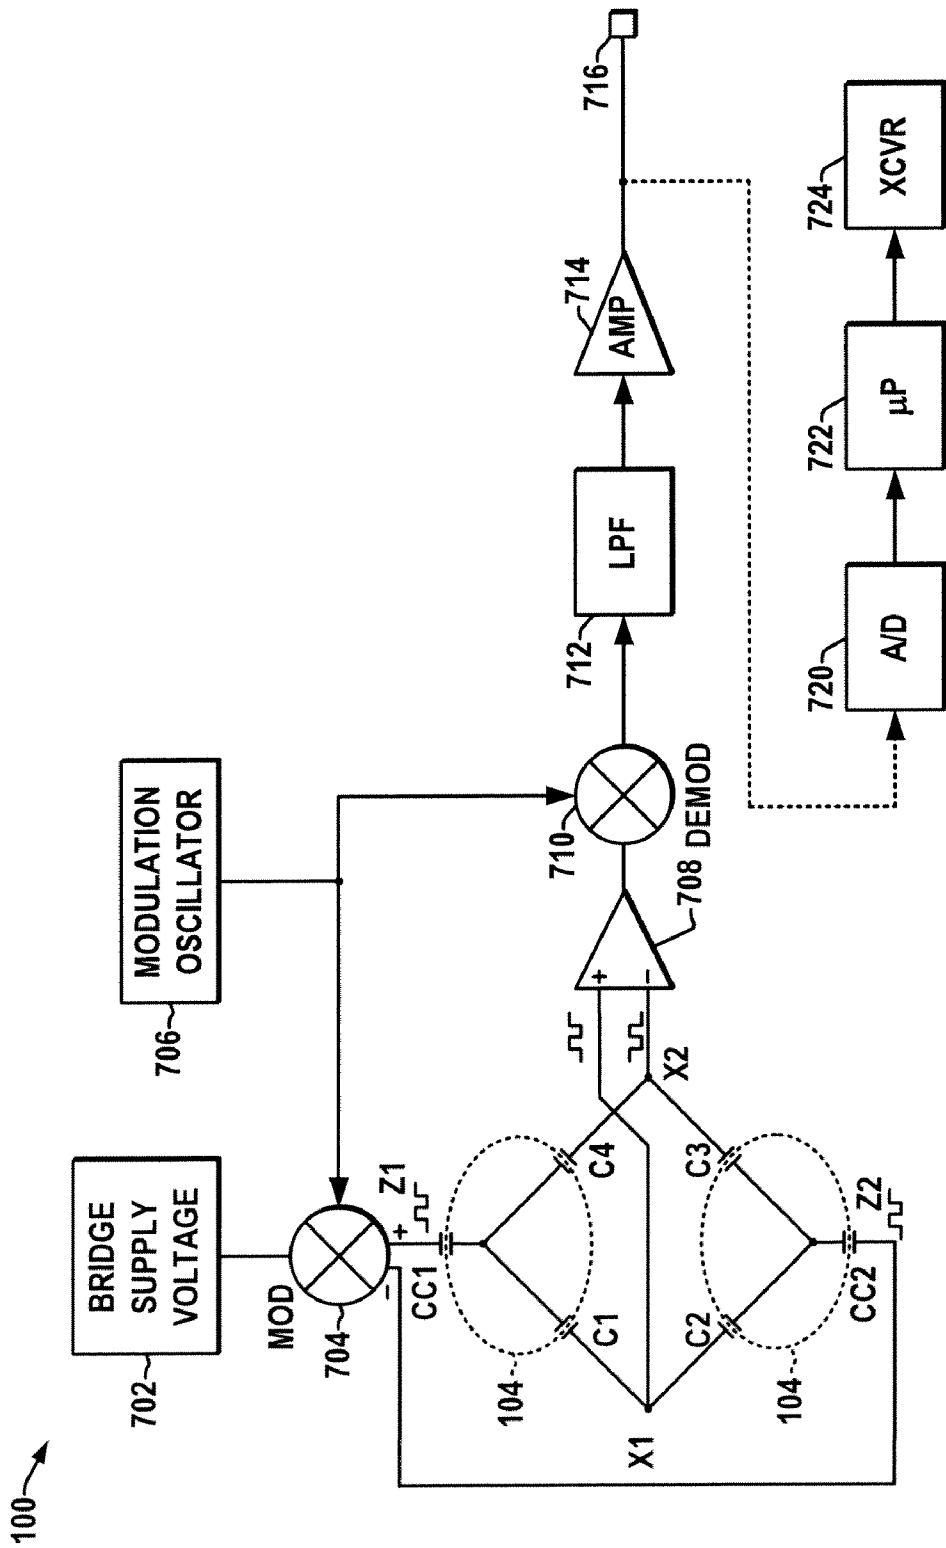 100
702
BRIDGE
SUPPLY
VOLTAGE
706
MODULATION
OSCILLATOR
MOD
704
+
−
Z1
CC1
104
C1
C4
X1
X2
C2
C3
104
CC2
Z2
+
−
708
710
DEMOD
712
LPF
714
AMP
716
720
A/D
722
μP
724
XCVR